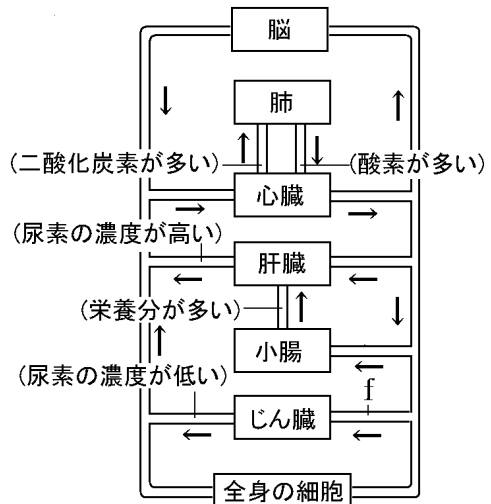 脳
肺
(二酸化炭素が多い)
(酸素が多い)
心臓
(尿素の濃度が高い)
肝臓
(栄養分が多い)
小腸
(尿素の濃度が低い)
f
じん臓
全身の細胞